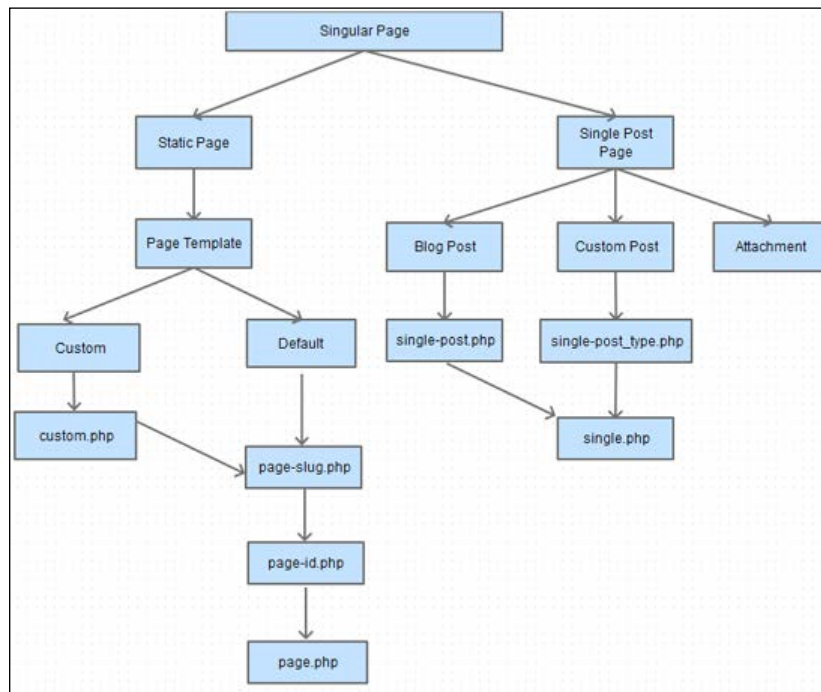 Singular Page
Static Page
Single Post
Page
Page Template
Blog Post
Custom Post
Attachment
Custom
Default
single-post.php
single-post_type.php
custom.php
single.php
page-slug.php
page-id.php
page.php